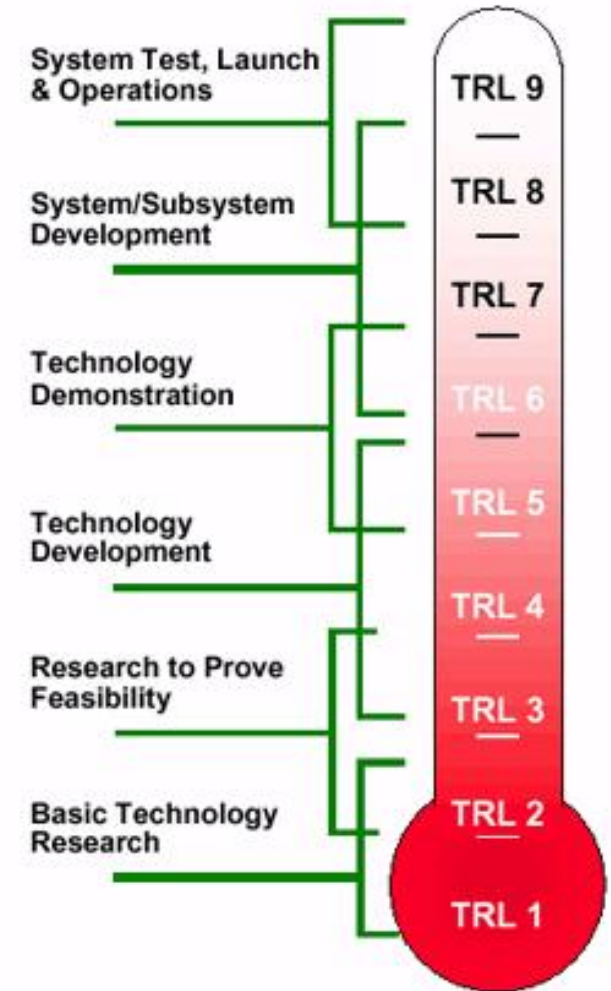 System Test, Launch
& Operations
System/Subsystem
Development
Technology
Demonstration
Technology
Development
Research to Prove
Feasibility
Basic Technology
Research
TRL 9
TRL 8
TRL 7
TRL 6
TRL 5
TRL 4
TRL 3
TRL 2
TRL 1